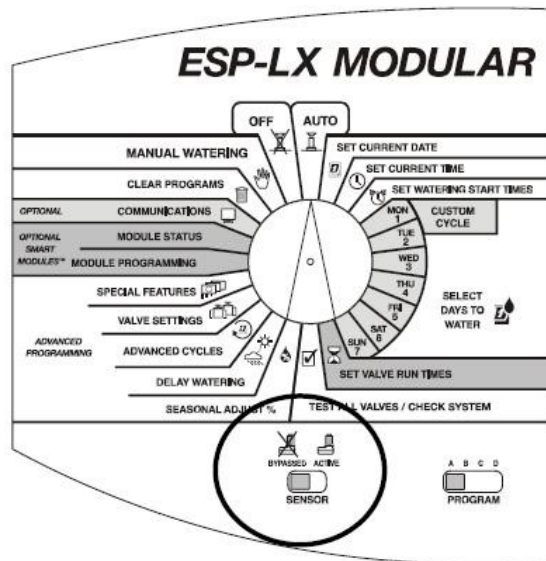 ESP-LX MODULAR
OFF
AUTO
MANUAL WATERING
CLEAR PROGRAMS
OPTIONAL
COMMUNICATIONS
OPTIONAL
SMART
MODULES™
MODULE STATUS
MODULE PROGRAMMING
SPECIAL FEATURES
VALVE SETTINGS
ADVANCED
PROGRAMMING
ADVANCED CYCLES
DELAY WATERING
SEASONAL ADJUST %
SET CURRENT DATE
SET CURRENT TIME
SET WATERING START TIMES
MON
1
TUE
2
WED
3
THU
4
FRI
5
SAT
6
SUN
7
CUSTOM
CYCLE
SELECT
DAYS TO
WATER
SET VALVE RUN TIMES
TEST ALL VALVES / CHECK SYSTEM
BYPASSED ACTIVE
SENSOR
A B C D
PROGRAM